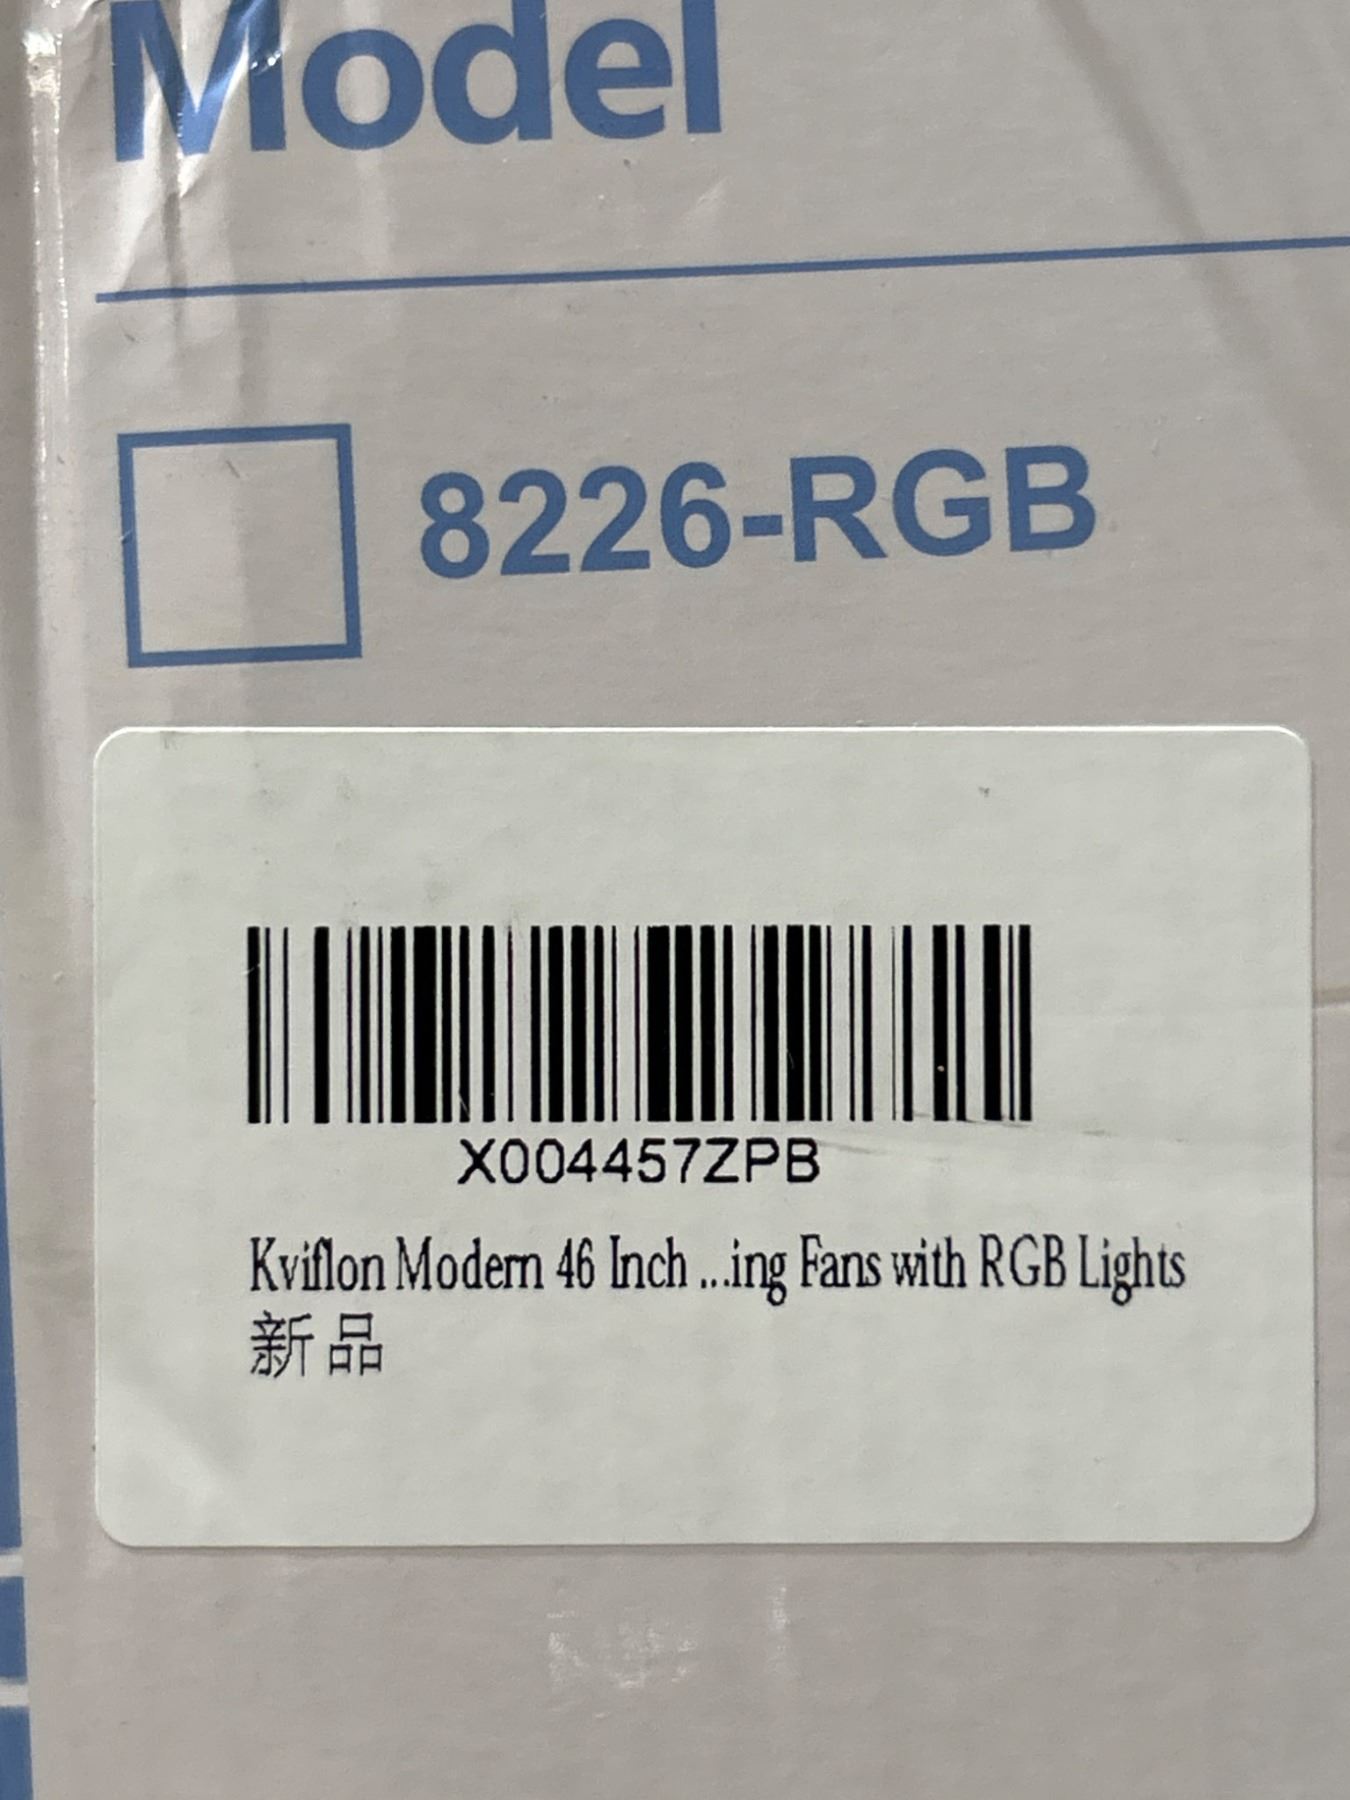 Model
8226-RGB
X004457ZPB
Kviflon Modern 46 Inch ...ing Fans with RGB Lights
新品